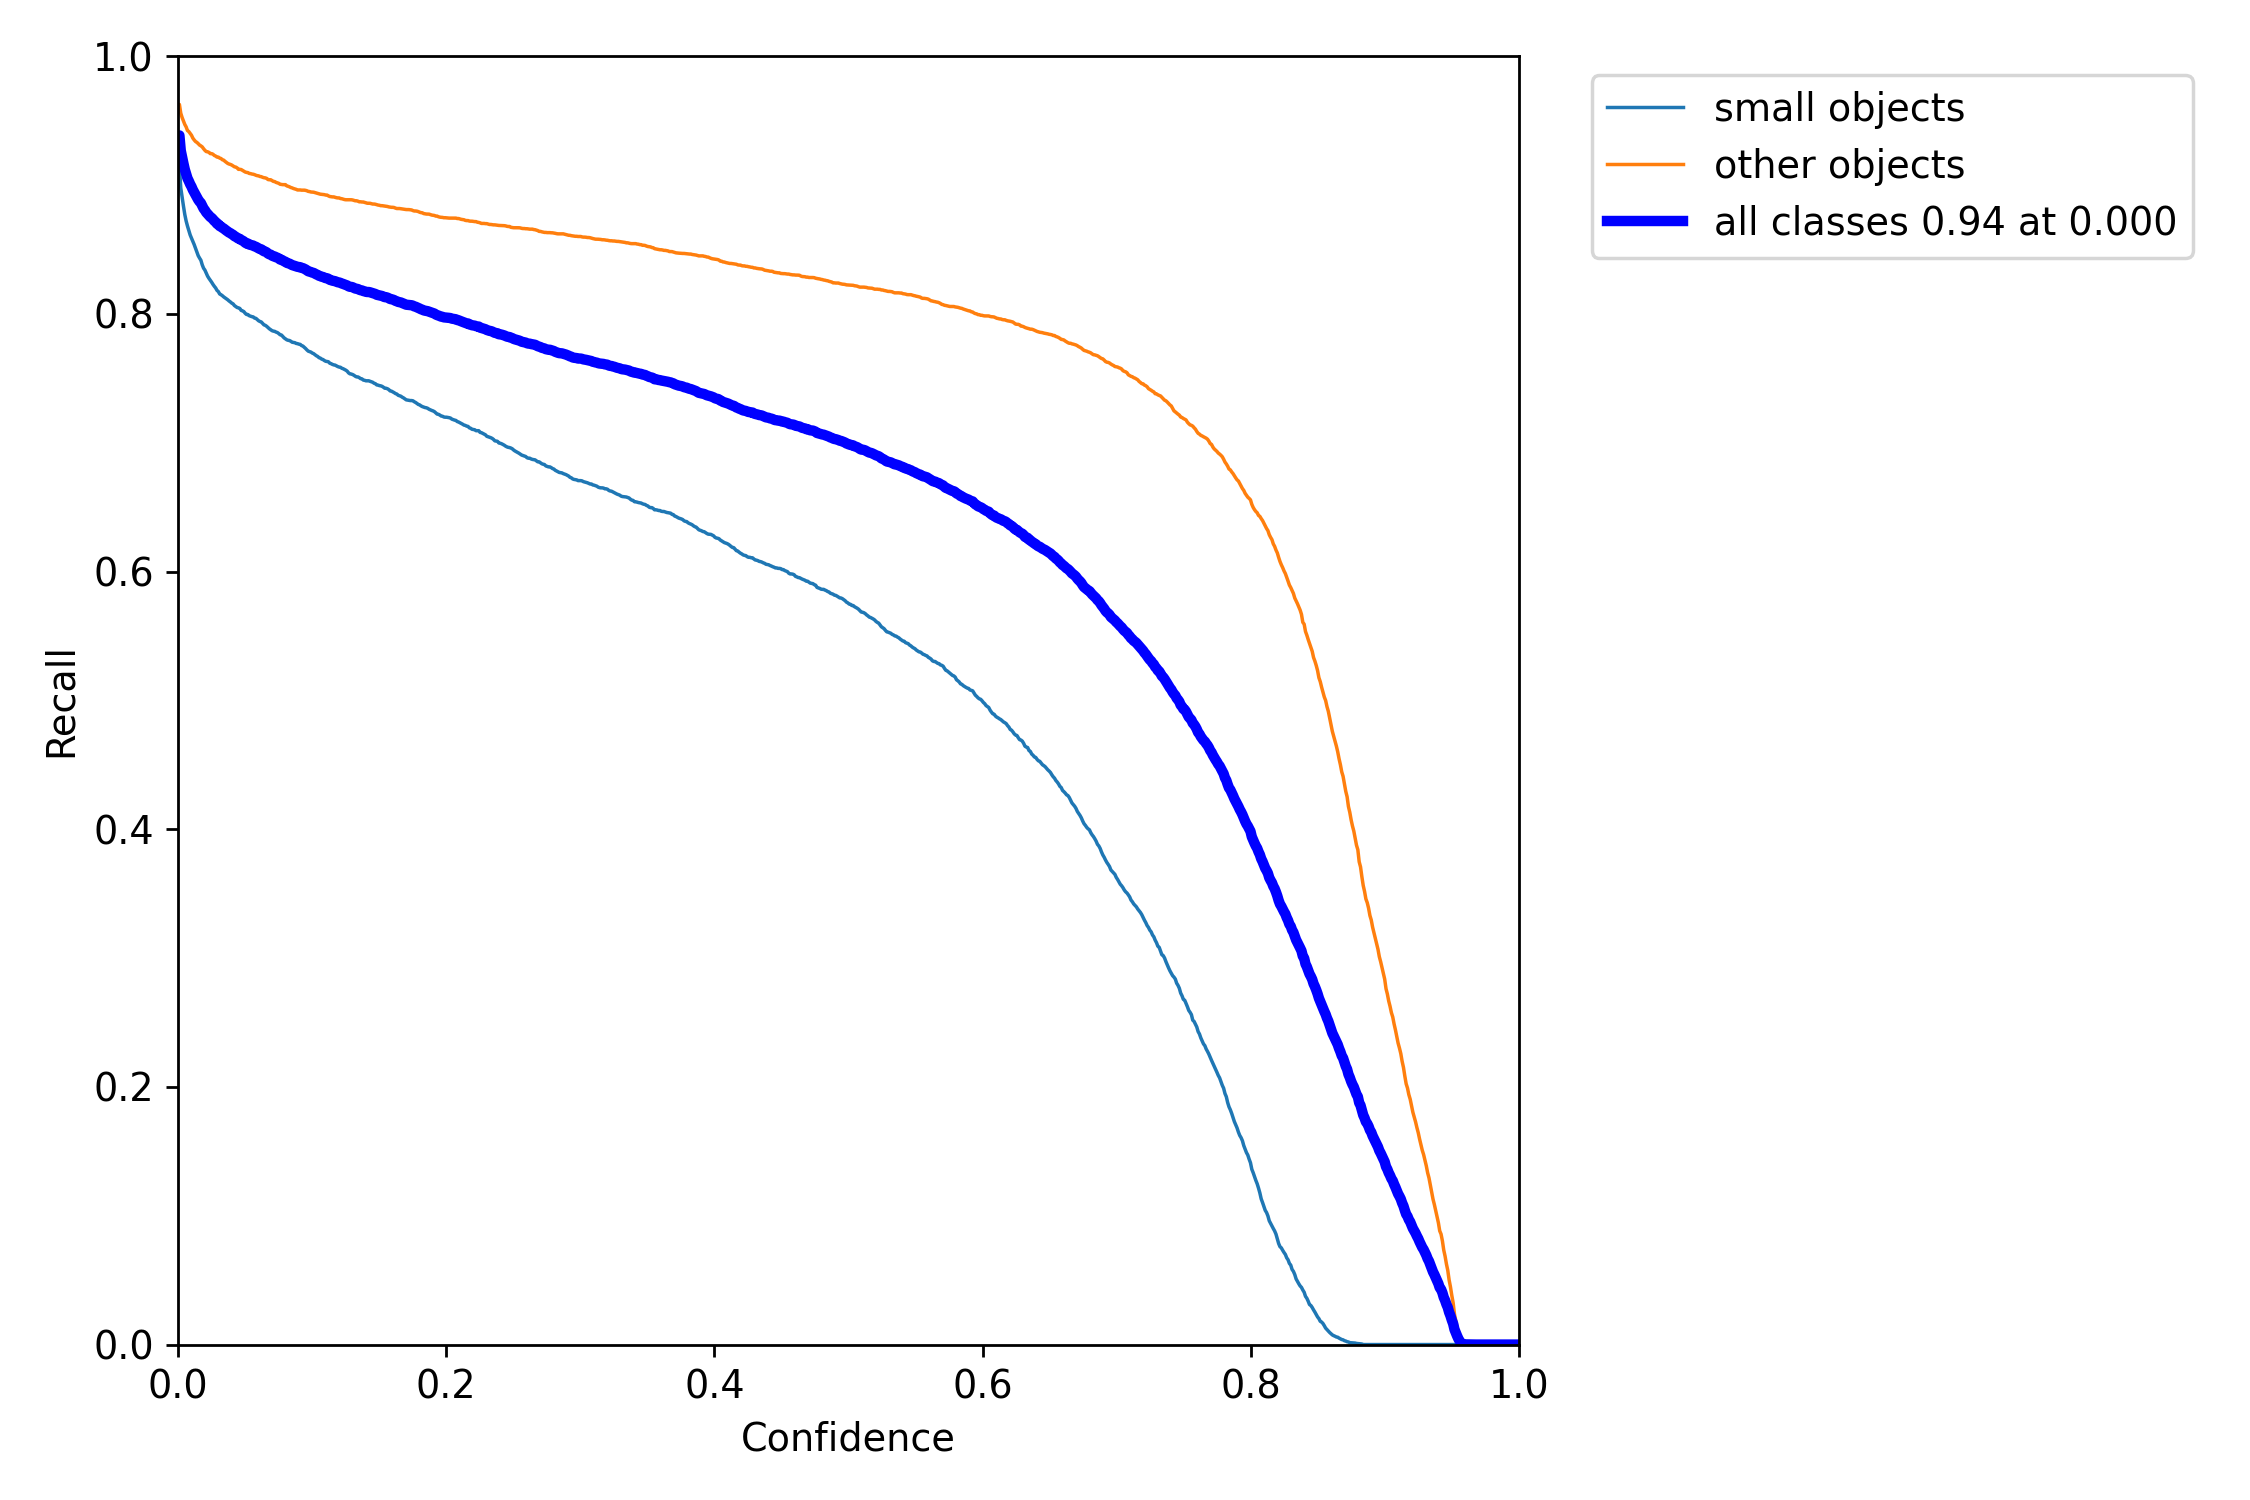 small objects
other objects
all classes 0.94 at 0.000
1.0
0.8
0.6
0.4
0.2
0.0
Recall
0.0 0.2 0.4 0.6 0.8 1.0
Confidence